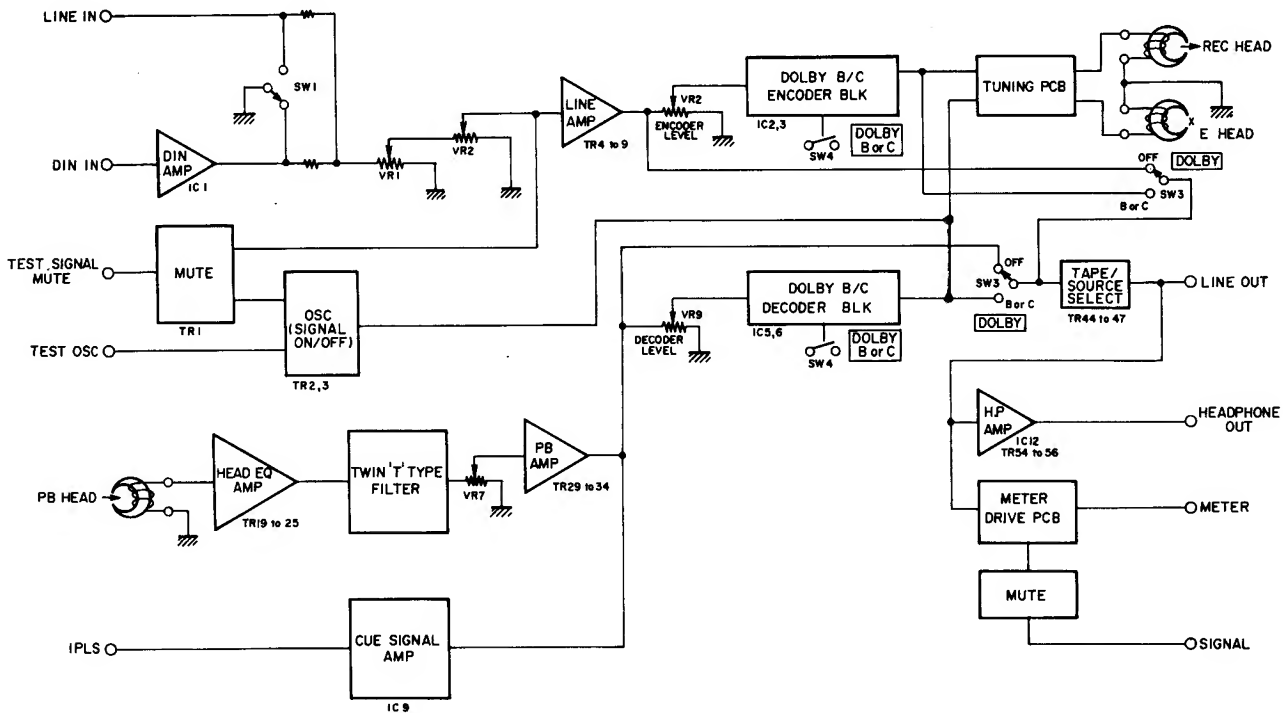 LINE IN
SW1
DIN IN
DIN AMP
IC1
VR1
VR2
LINE AMP
TR4 to 9
VR2
ENCODER LEVEL
DOLBY B/C
ENCODER BLK
IC2,3
SW4
DOLBY
B or C
TUNING PCB
REC HEAD
X
E HEAD
OFF
DOLBY
SW3
B or C
TEST SIGNAL
MUTE
MUTE
TR1
OSC
(SIGNAL
ON/OFF)
TR2,3
TEST OSC
VR9
DECODER
LEVEL
DOLBY B/C
DECODER BLK
IC5,6
SW4
DOLBY
B or C
OFF
SW3
B or C
DOLBY
TAPE/
SOURCE
SELECT
TR44 to 47
LINE OUT
PB HEAD
HEAD EQ
AMP
TR19 to 25
TWIN 'T' TYPE
FILTER
VR7
PB
AMP
TR29 to 34
H.P
AMP
IC12
TR54 to 56
HEADPHONE
OUT
METER
DRIVE PCB
METER
MUTE
SIGNAL
IPLS
CUE SIGNAL
AMP
IC9